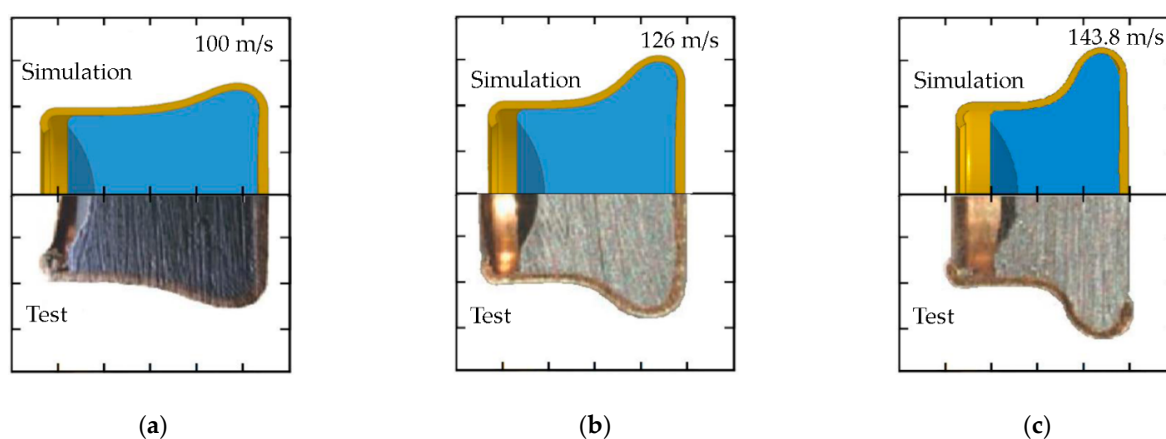 100 m/s
Simulation
Test
126 m/s
Simulation
Test
143.8 m/s
Simulation
Test
(a)
(b)
(c)